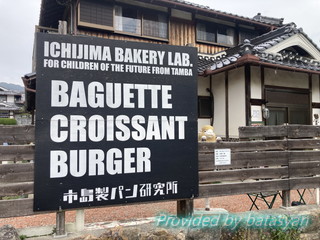 ICHIJIMA BAKERY LAB.
FOR CHILDREN OF THE FUTURE FROM TAMBA
BAGUETTE
CROISSANT
BURGER
市島製パン研究所
Provided by batayan